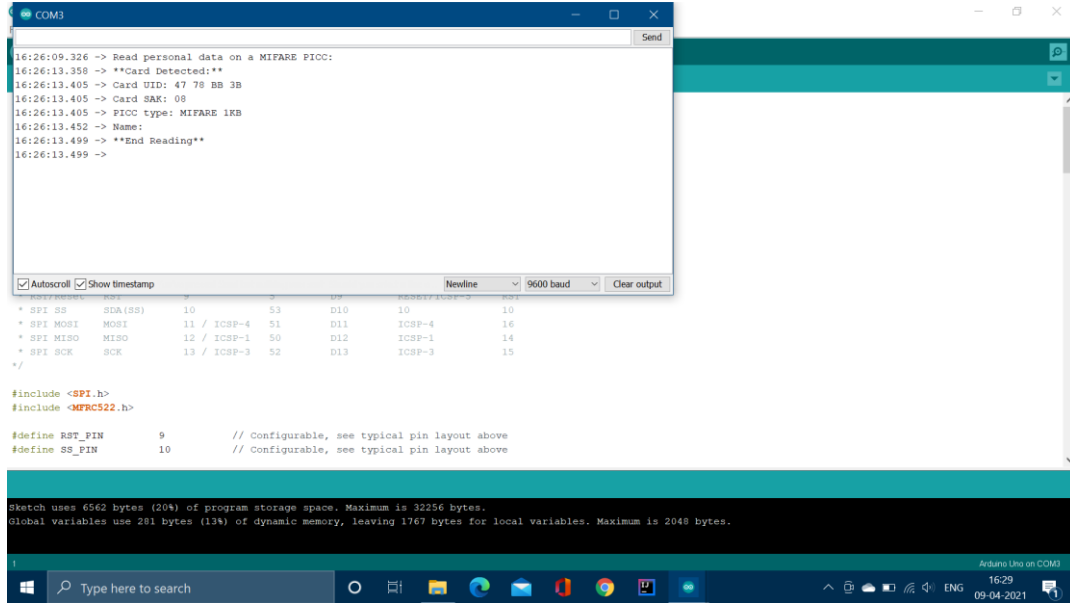 COM3
Send
16:26:09.326 -> Read personal data on a MIFARE PICC:
16:26:13.358 -> **Card Detected:**
16:26:13.405 -> Card UID: 47 78 BB 3B
16:26:13.405 -> Card SAK: 08
16:26:13.405 -> PICC type: MIFARE 1KB
16:26:13.452 -> Name:
16:26:13.499 -> **End Reading**
16:26:13.499 ->
Autoscroll Show timestamp Newline 9600 baud Clear output
* SPI SS SDA(SS) 10 53 D10 10 10
* SPI MOSI MOSI 11 / ICSP-4 51 D11 ICSP-4 16
* SPI MISO MISO 12 / ICSP-1 50 D12 ICSP-1 14
* SPI SCK SCK 13 / ICSP-3 52 D13 ICSP-3 15
*/
#include <SPI.h>
#include <MFRC522.h>
#define RST_PIN 9 // Configurable, see typical pin layout above
#define SS_PIN 10 // Configurable, see typical pin layout above
Sketch uses 6562 bytes (20%) of program storage space. Maximum is 32256 bytes.
Global variables use 281 bytes (13%) of dynamic memory, leaving 1767 bytes for local variables. Maximum is 2048 bytes.
1 Arduino Uno on COM3
Type here to search
ENG
16:29
09-04-2021
1